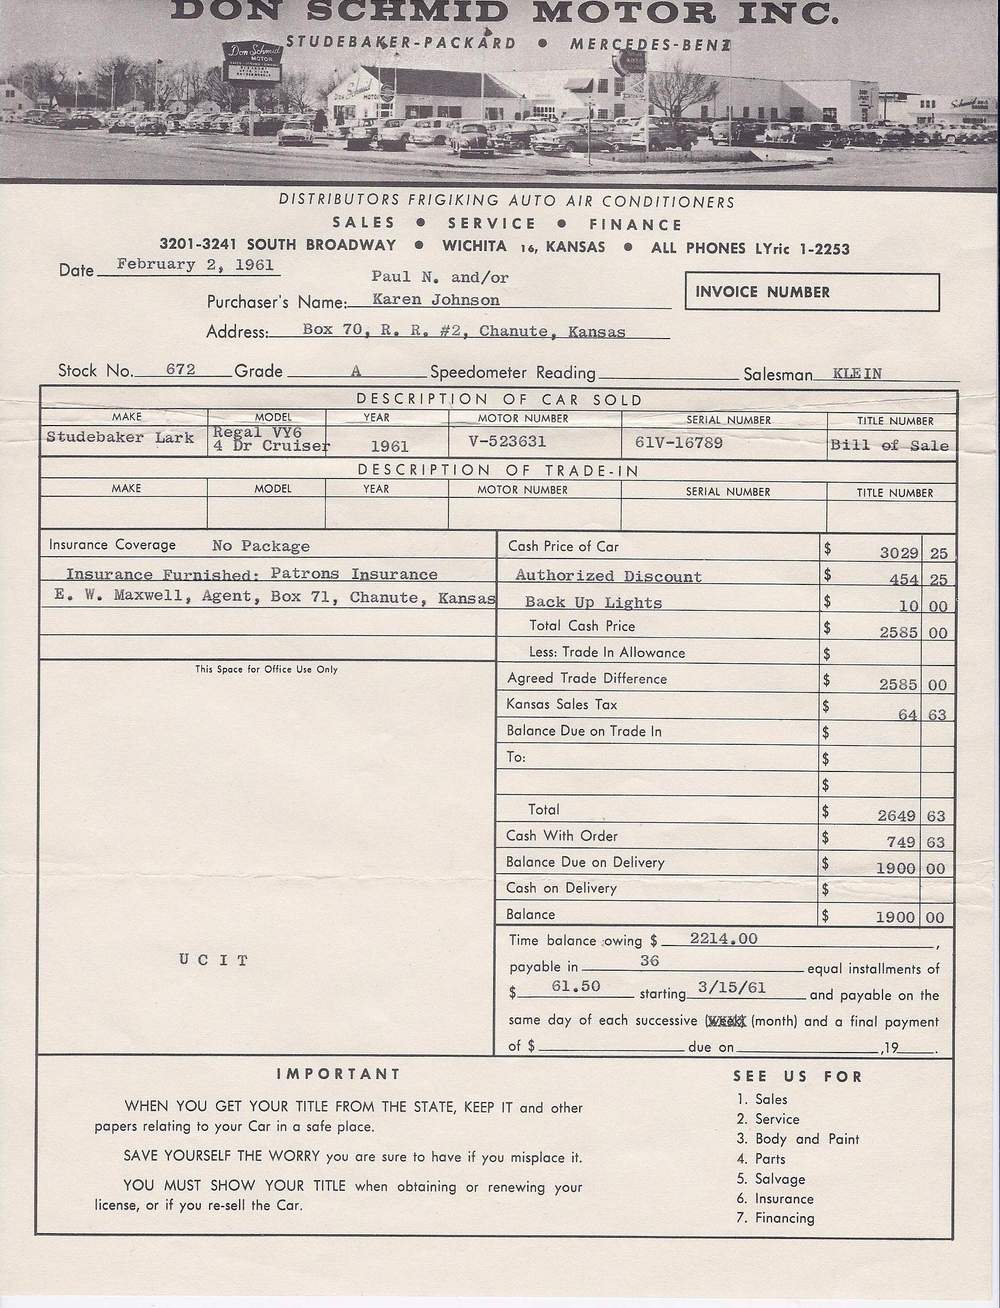 DON SCHMID MOTOR INC.
STUDEBAKER-PACKARD ● MERCEDES-BENZ
Don Schmid
MOTOR
DISTRIBUTORS FRIGIKING AUTO AIR CONDITIONERS
SALES ● SERVICE ● FINANCE
3201-3241 SOUTH BROADWAY ● WICHITA 16, KANSAS ● ALL PHONES LYric 1-2253
Date February 2, 1961
Paul N. and/or
Purchaser's Name: Karen Johnson
INVOICE NUMBER
Address: Box 70, R. R. #2, Chanute, Kansas
Stock No. 672 Grade A Speedometer Reading Salesman KLEIN
DESCRIPTION OF CAR SOLD
MAKE MODEL YEAR MOTOR NUMBER SERIAL NUMBER TITLE NUMBER
Studebaker Lark Regal VY6 1961 V-523631 61V-16789 Bill of Sale
4 Dr Cruiser
DESCRIPTION OF TRADE-IN
MAKE MODEL YEAR MOTOR NUMBER SERIAL NUMBER TITLE NUMBER
Insurance Coverage No Package
Insurance Furnished: Patrons Insurance
E. W. Maxwell, Agent, Box 71, Chanute, Kansas
This Space for Office Use Only
U C I T
Cash Price of Car $ 3029 25
Authorized Discount $ 454 25
Back Up Lights $ 10 00
Total Cash Price $ 2585 00
Less: Trade In Allowance $
Agreed Trade Difference $ 2585 00
Kansas Sales Tax $ 64 63
Balance Due on Trade In $
To: $
$
Total $ 2649 63
Cash With Order $ 749 63
Balance Due on Delivery $ 1900 00
Cash on Delivery $
Balance $ 1900 00
Time balance owing $ 2214.00,
payable in 36 equal installments of
$ 61.50 starting 3/15/61 and payable on the
same day of each successive (week) (month) and a final payment
of $ due on ,19 .
IMPORTANT
WHEN YOU GET YOUR TITLE FROM THE STATE, KEEP IT and other
papers relating to your Car in a safe place.
SAVE YOURSELF THE WORRY you are sure to have if you misplace it.
YOU MUST SHOW YOUR TITLE when obtaining or renewing your
license, or if you re-sell the Car.
SEE US FOR
1. Sales
2. Service
3. Body and Paint
4. Parts
5. Salvage
6. Insurance
7. Financing